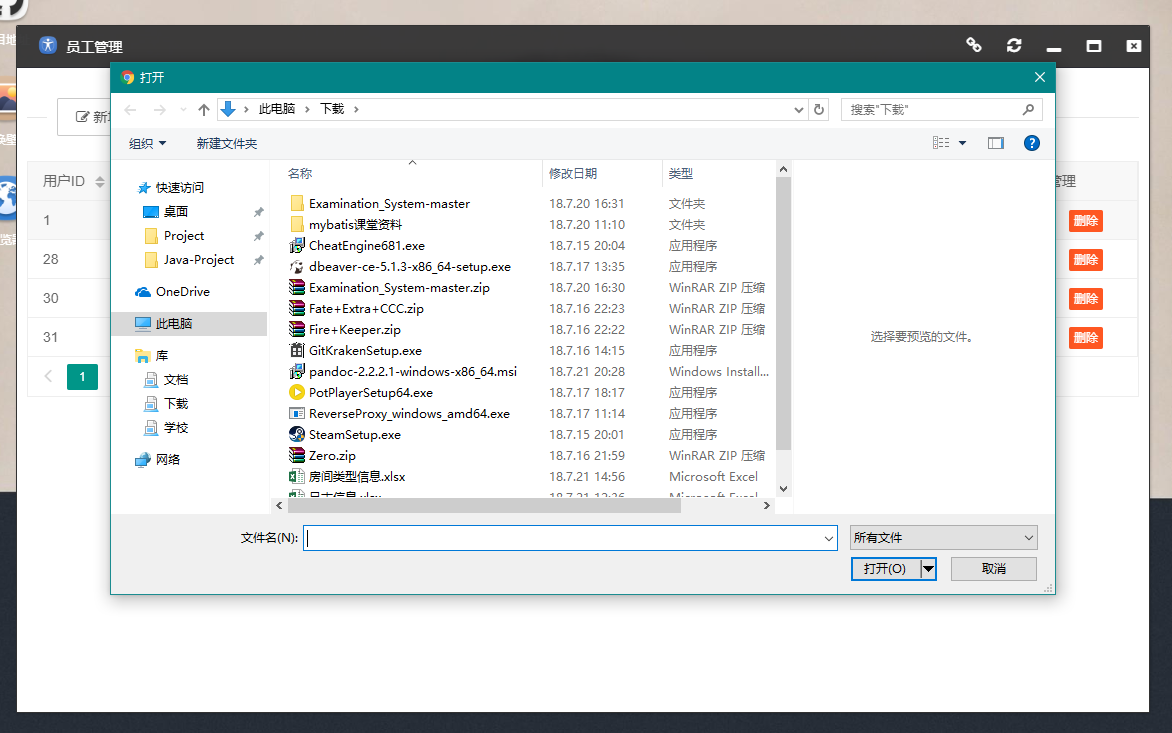 员工管理
打开
此电脑 下载
搜索"下载"
组织 新建文件夹
名称 修改日期 类型
快速访问
桌面
Project
Java-Project
OneDrive
此电脑
库
文档
下载
学校
网络
Examination_System-master 18.7.20 16:31 文件夹
mybatis课堂资料 18.7.20 11:10 文件夹
CheatEngine681.exe 18.7.15 20:04 应用程序
dbeaver-ce-5.1.3-x86_64-setup.exe 18.7.17 13:35 应用程序
Examination_System-master.zip 18.7.20 16:30 WinRAR ZIP 压缩
Fate+Extra+CCC.zip 18.7.16 22:23 WinRAR ZIP 压缩
Fire+Keeper.zip 18.7.16 22:22 WinRAR ZIP 压缩
GitKrakenSetup.exe 18.7.16 14:15 应用程序
pandoc-2.2.2.1-windows-x86_64.msi 18.7.21 20:28 Windows Install...
PotPlayerSetup64.exe 18.7.17 18:17 应用程序
ReverseProxy_windows_amd64.exe 18.7.17 11:14 应用程序
SteamSetup.exe 18.7.15 20:01 应用程序
Zero.zip 18.7.16 21:59 WinRAR ZIP 压缩
房间类型信息.xlsx 18.7.21 14:56 Microsoft Excel
选择要预览的文件。
文件名(N):
所有文件
打开(O) 取消
新
用户ID
管理
1 删除
28 删除
30 删除
31 删除
1